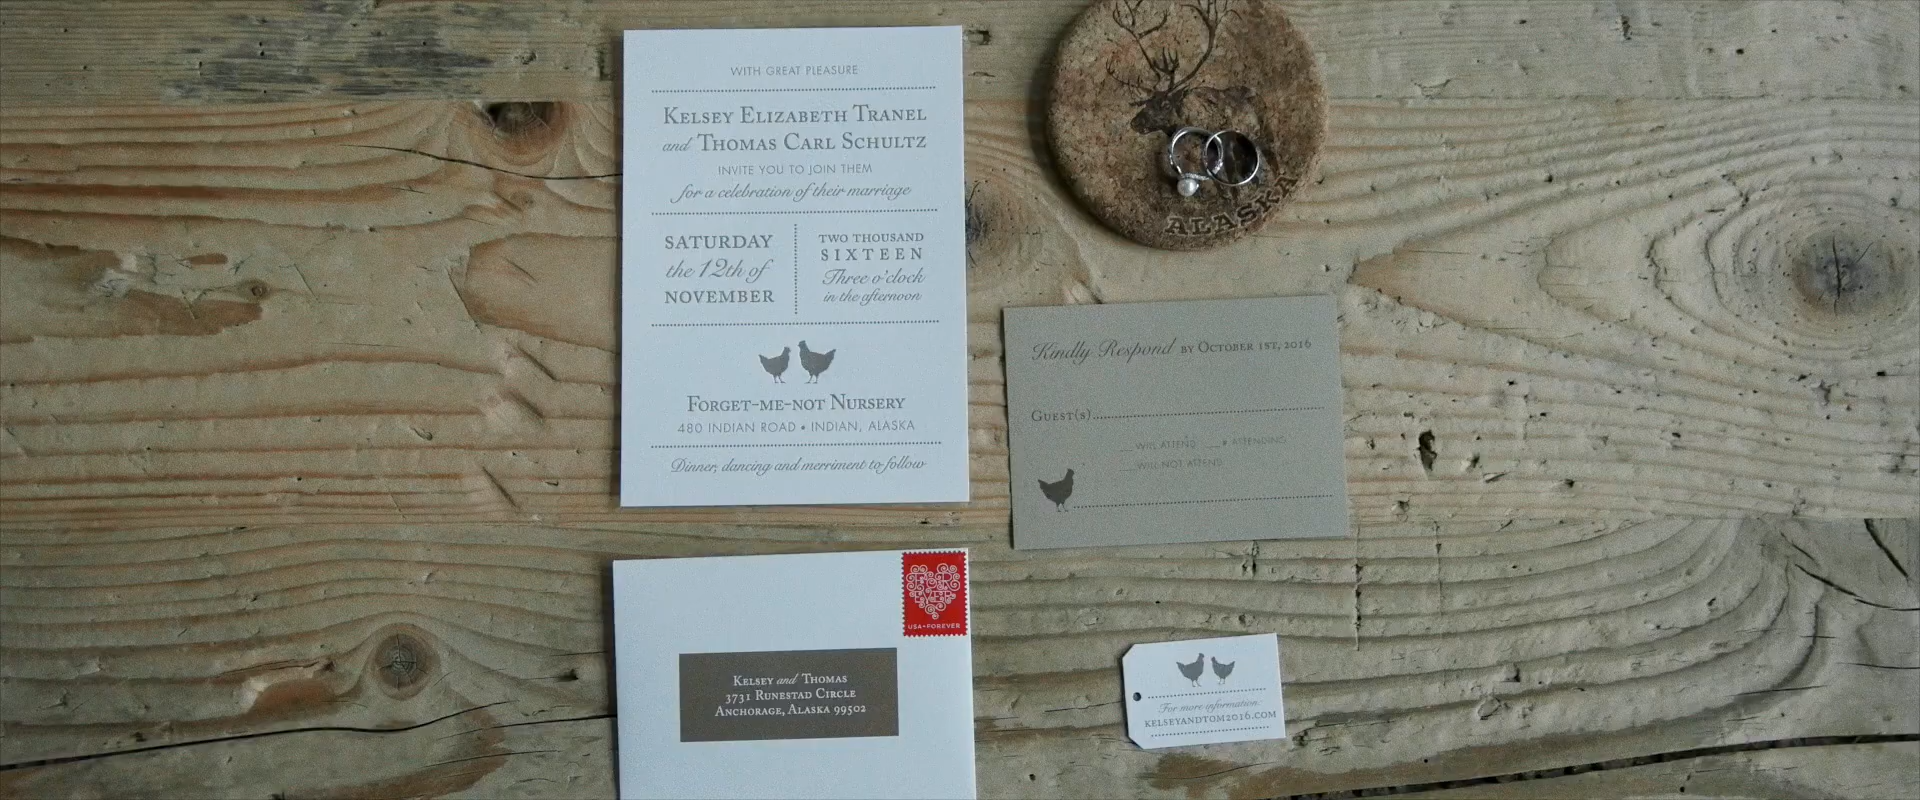 WITH GREAT PLEASURE
KELSEY ELIZABETH TRANEL
and THOMAS CARL SCHULTZ
INVITE YOU TO JOIN THEM
for a celebration of their marriage
SATURDAY
the 12th of
NOVEMBER
TWO THOUSAND
SIXTEEN
Three o'clock
in the afternoon
FORGET-ME-NOT NURSERY
480 INDIAN ROAD • INDIAN, ALASKA
Dinner, dancing and merriment to follow
ALASKA
Kindly Respond BY OCTOBER 1ST, 2016
GUEST(S)
__WILL ATTEND __# ATTENDING
__WILL NOT ATTEND
FOREVER
USA-FOREVER
KELSEY and THOMAS
3731 RUNESTAD CIRCLE
ANCHORAGE, ALASKA 99502
For more information:
KELSEYANDTOM2016.COM